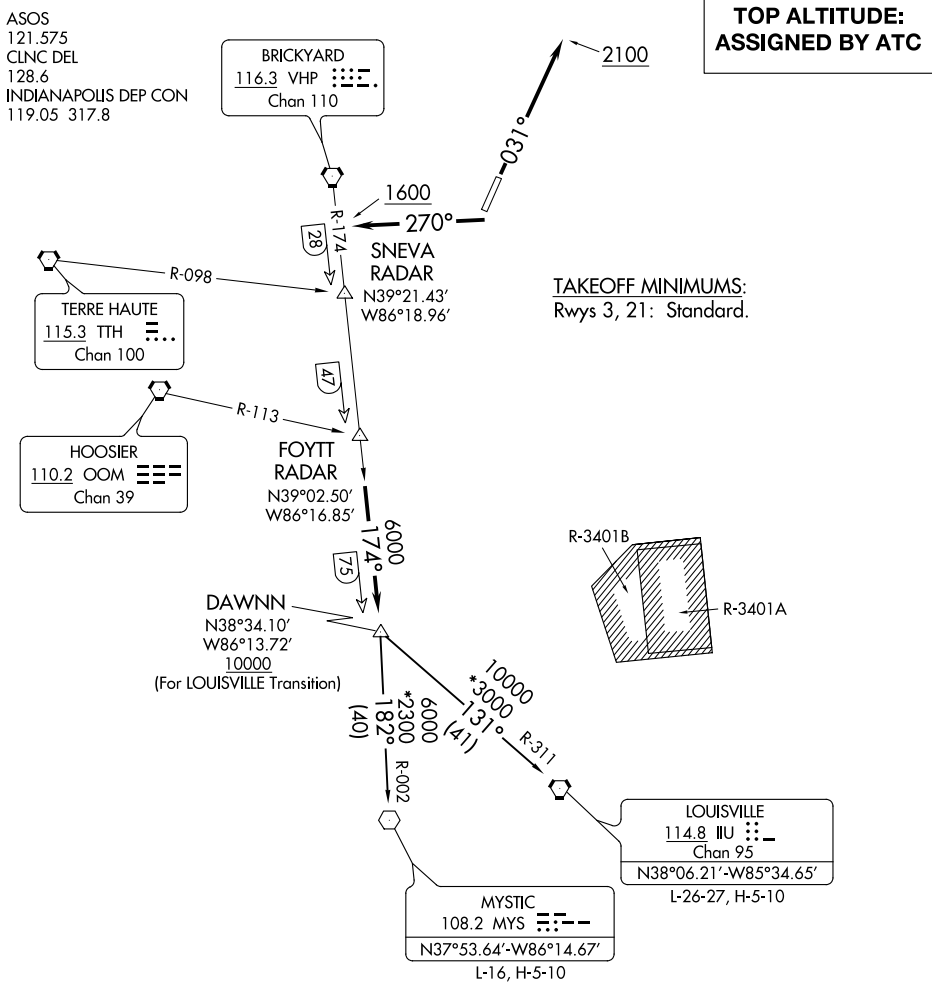 ASOS
121.575
CLNC DEL
128.6
INDIANAPOLIS DEP CON
119.05 317.8
TOP ALTITUDE:
ASSIGNED BY ATC
BRICKYARD
116.3 VHP
Chan 110
2100
031°
1600
270°
R-174
28
SNEVA
RADAR
N39°21.43′
W86°18.96′
R-098
TERRE HAUTE
115.3 TTH
Chan 100
TAKEOFF MINIMUMS:
Rwys 3, 21: Standard.
47
R-113
HOOSIER
110.2 OOM
Chan 39
FOYTT
RADAR
N39°02.50′
W86°16.85′
6000
174°
75
R-3401B
R-3401A
DAWNN
N38°34.10′
W86°13.72′
10000
(For LOUISVILLE Transition)
6000
*2300
182°
(40)
R-002
10000
*3000
131°
(41)
R-311
LOUISVILLE
114.8 IIU
Chan 95
N38°06.21′-W85°34.65′
L-26-27, H-5-10
MYSTIC
108.2 MYS
N37°53.64′-W86°14.67′
L-16, H-5-10